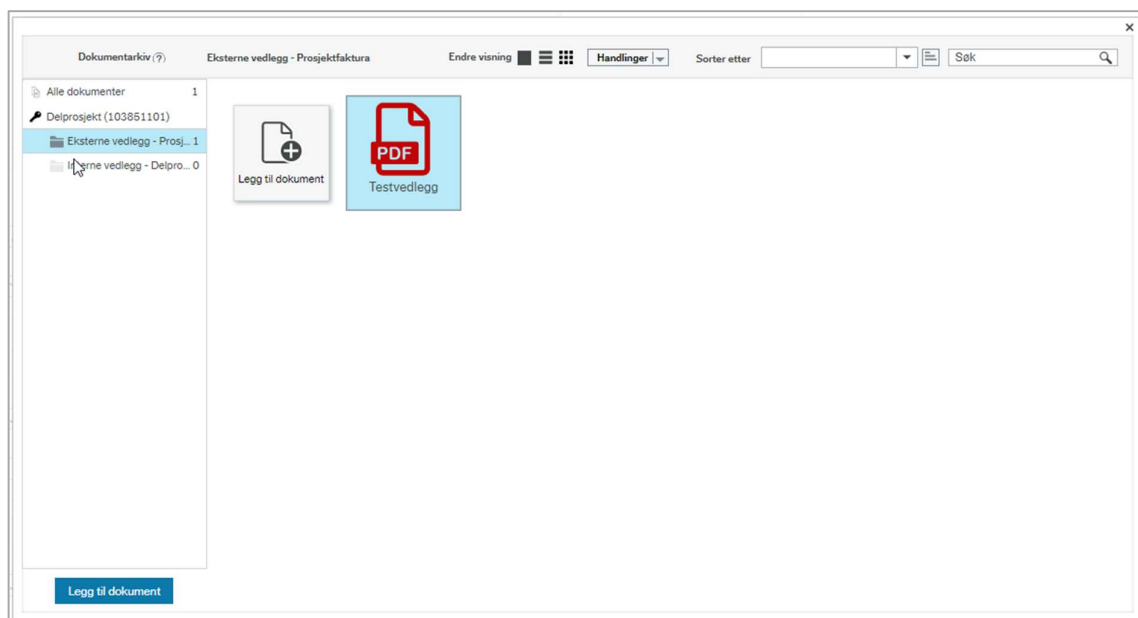 Dokumentarkiv (?) Eksterne vedlegg - Prosjektfaktura Endre visning Handlinger Sorter etter Søk
Alle dokumenter 1
Delprosjekt (103851101)
Eksterne vedlegg - Prosj... 1
erne vedlegg - Delpro... 0
Legg til dokument
PDF
Testvedlegg
Legg til dokument